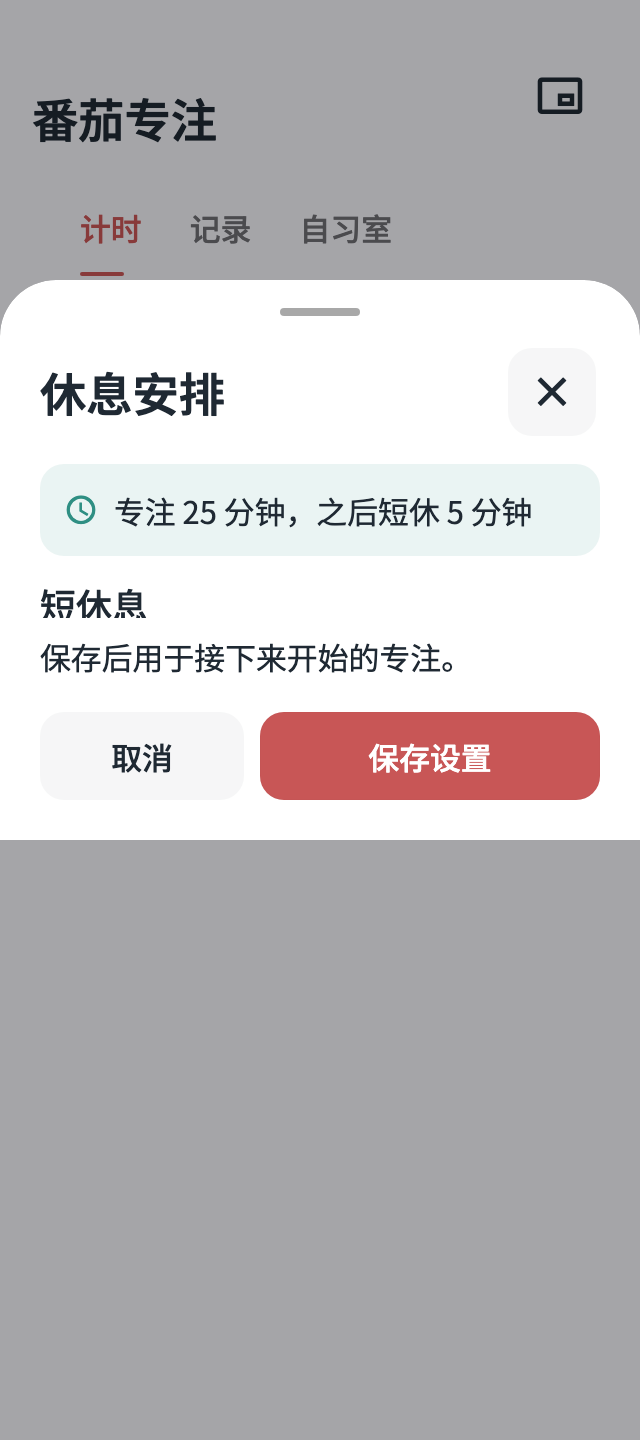 番茄专注
计时
记录
自习室
休息安排
专注 25 分钟，之后短休 5 分钟
短休息
保存后用于接下来开始的专注。
取消
保存设置